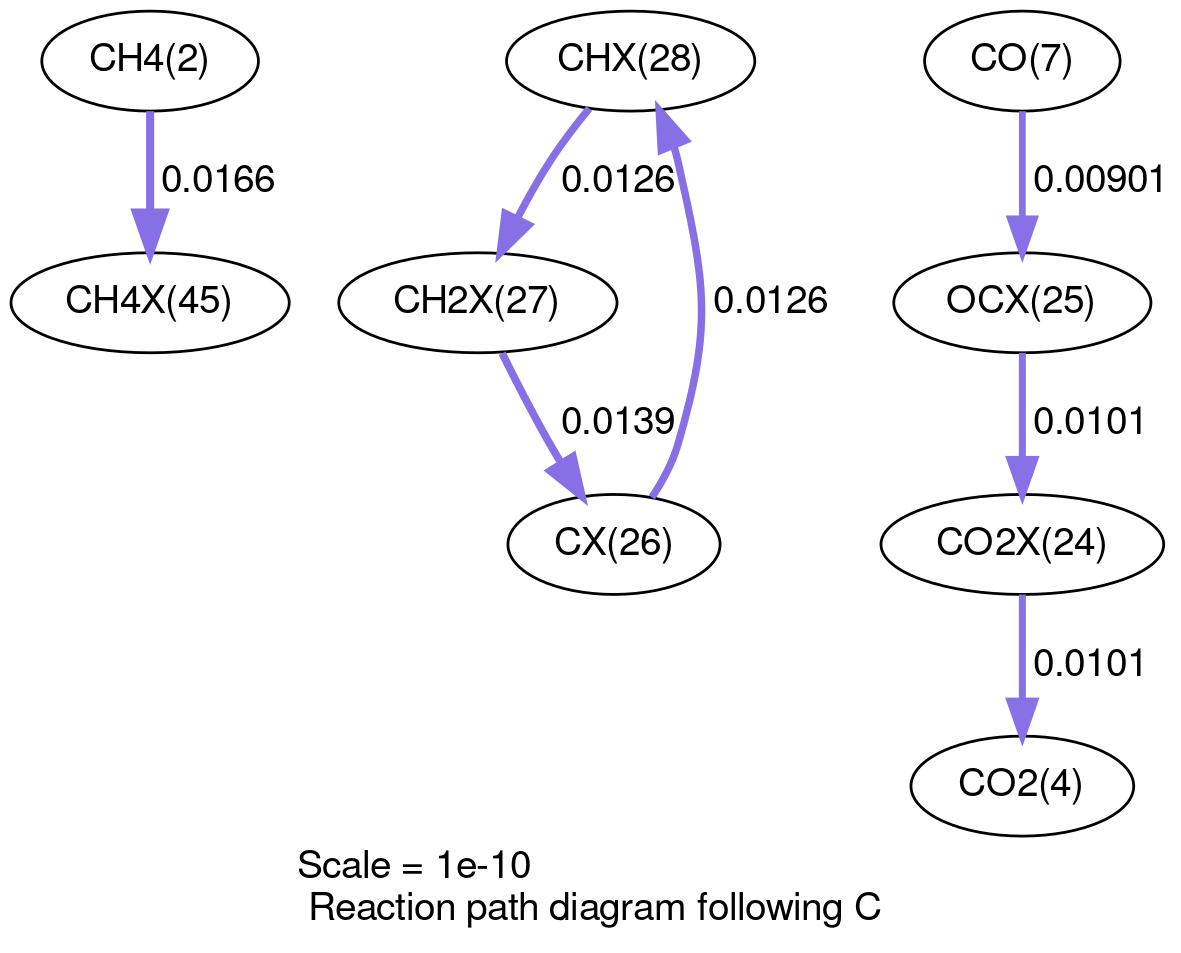 CH4(2)
CHX(28)
CO(7)
0.0166
0.0126
0.00901
CH4X(45)
CH2X(27)
0.0126
OCX(25)
0.0139
0.0101
CX(26)
CO2X(24)
0.0101
CO2(4)
Scale = 1e-10
Reaction path diagram following C